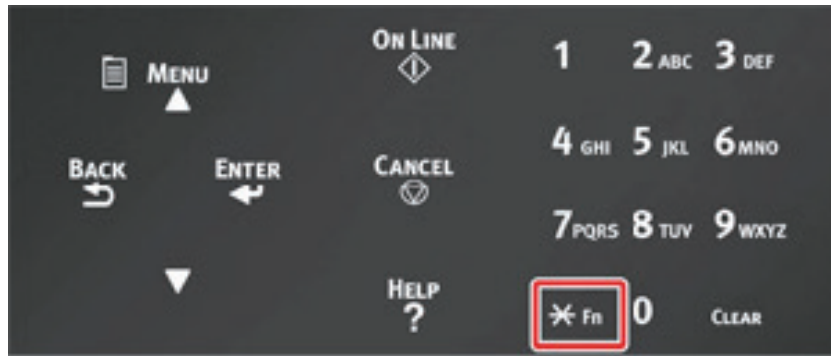 MENU
BACK
ENTER
ON LINE
CANCEL
HELP
?
1 2 ABC 3 DEF
4 GHI 5 JKL 6 MNO
7 PQRS 8 TUV 9 WXYZ
* Fn 0 CLEAR